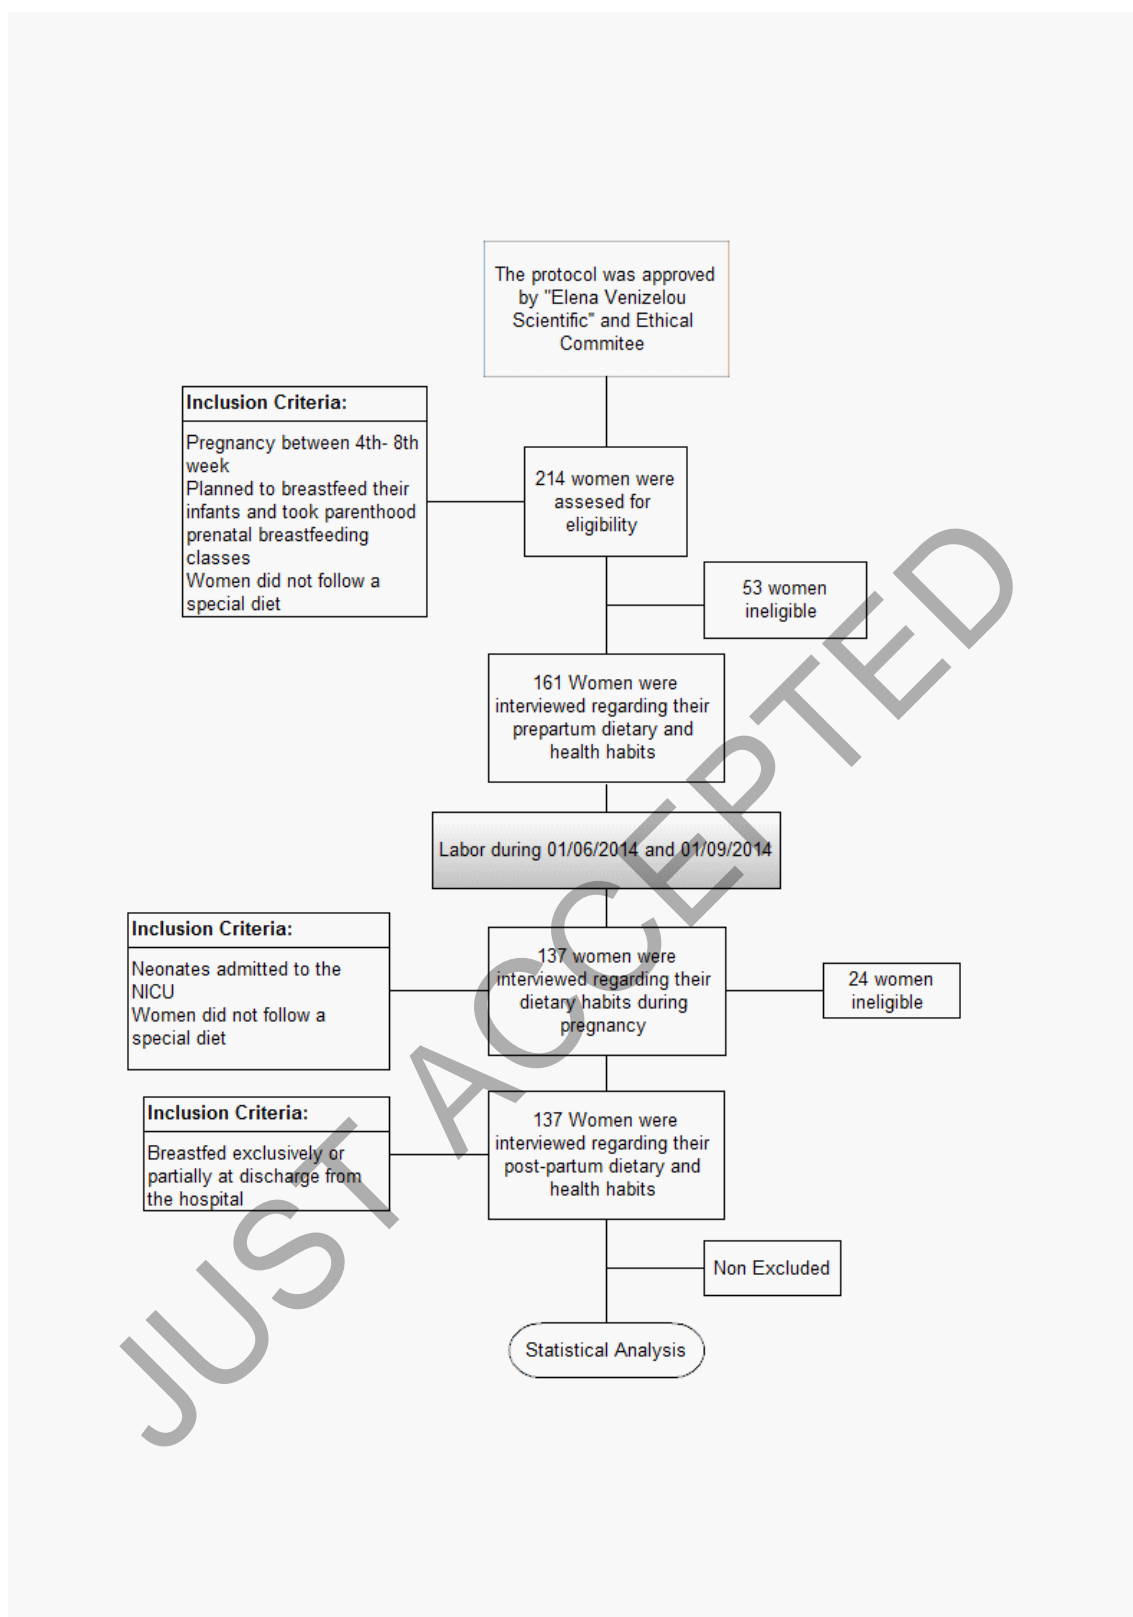 The protocol was approved
by "Elena Venizelou
Scientific" and Ethical
Commitee
Inclusion Criteria:
Pregnancy between 4th- 8th
week
Planned to breastfeed their
infants and took parenthood
prenatal breastfeeding
classes
Women did not follow a
special diet
214 women were
assesed for
eligibility
53 women
ineligible
161 Women were
interviewed regarding their
prepartum dietary and
health habits
Labor during 01/06/2014 and 01/09/2014
Inclusion Criteria:
Neonates admitted to the
NICU
Women did not follow a
special diet
137 women were
interviewed regarding their
dietary habits during
pregnancy
24 women
ineligible
Inclusion Criteria:
Breastfed exclusively or
partially at discharge from
the hospital
137 Women were
interviewed regarding their
post-partum dietary and
health habits
Non Excluded
Statistical Analysis
JUST ACCEPTED